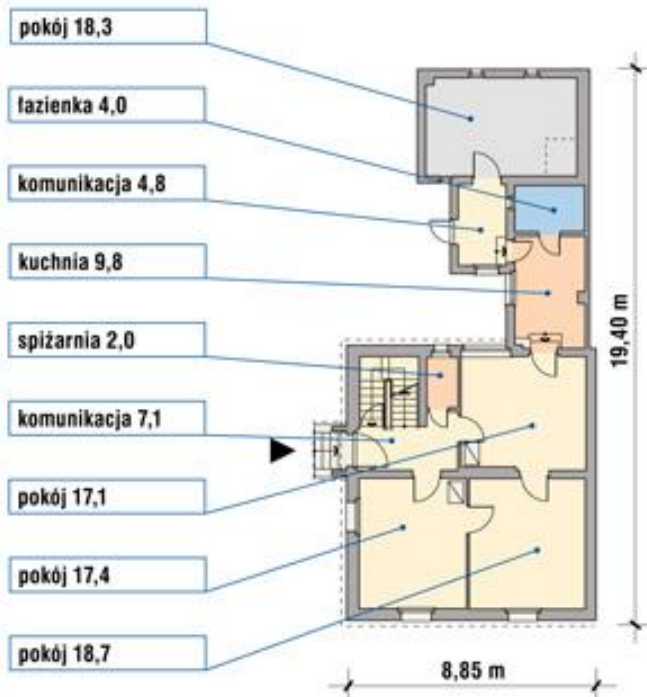 pokój 18,3
łazienka 4,0
komunikacja 4,8
kuchnia 9,8
spiżarnia 2,0
komunikacja 7,1
pokój 17,1
pokój 17,4
pokój 18,7
19,40 m
8,85 m